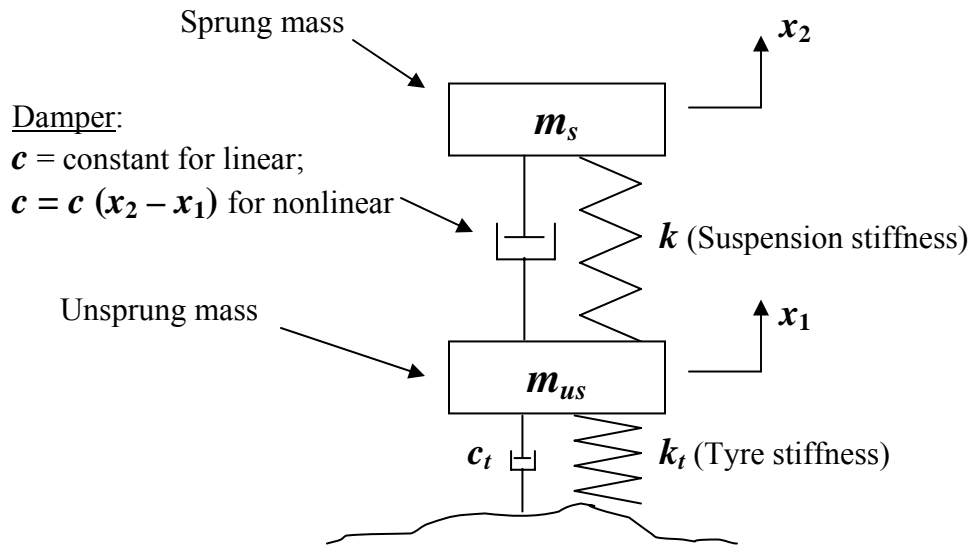 Sprung mass
x₂
Damper:
c = constant for linear;
c = c (x₂ – x₁) for nonlinear
mₛ
k (Suspension stiffness)
Unsprung mass
x₁
mᵤₛ
cₜ
kₜ (Tyre stiffness)